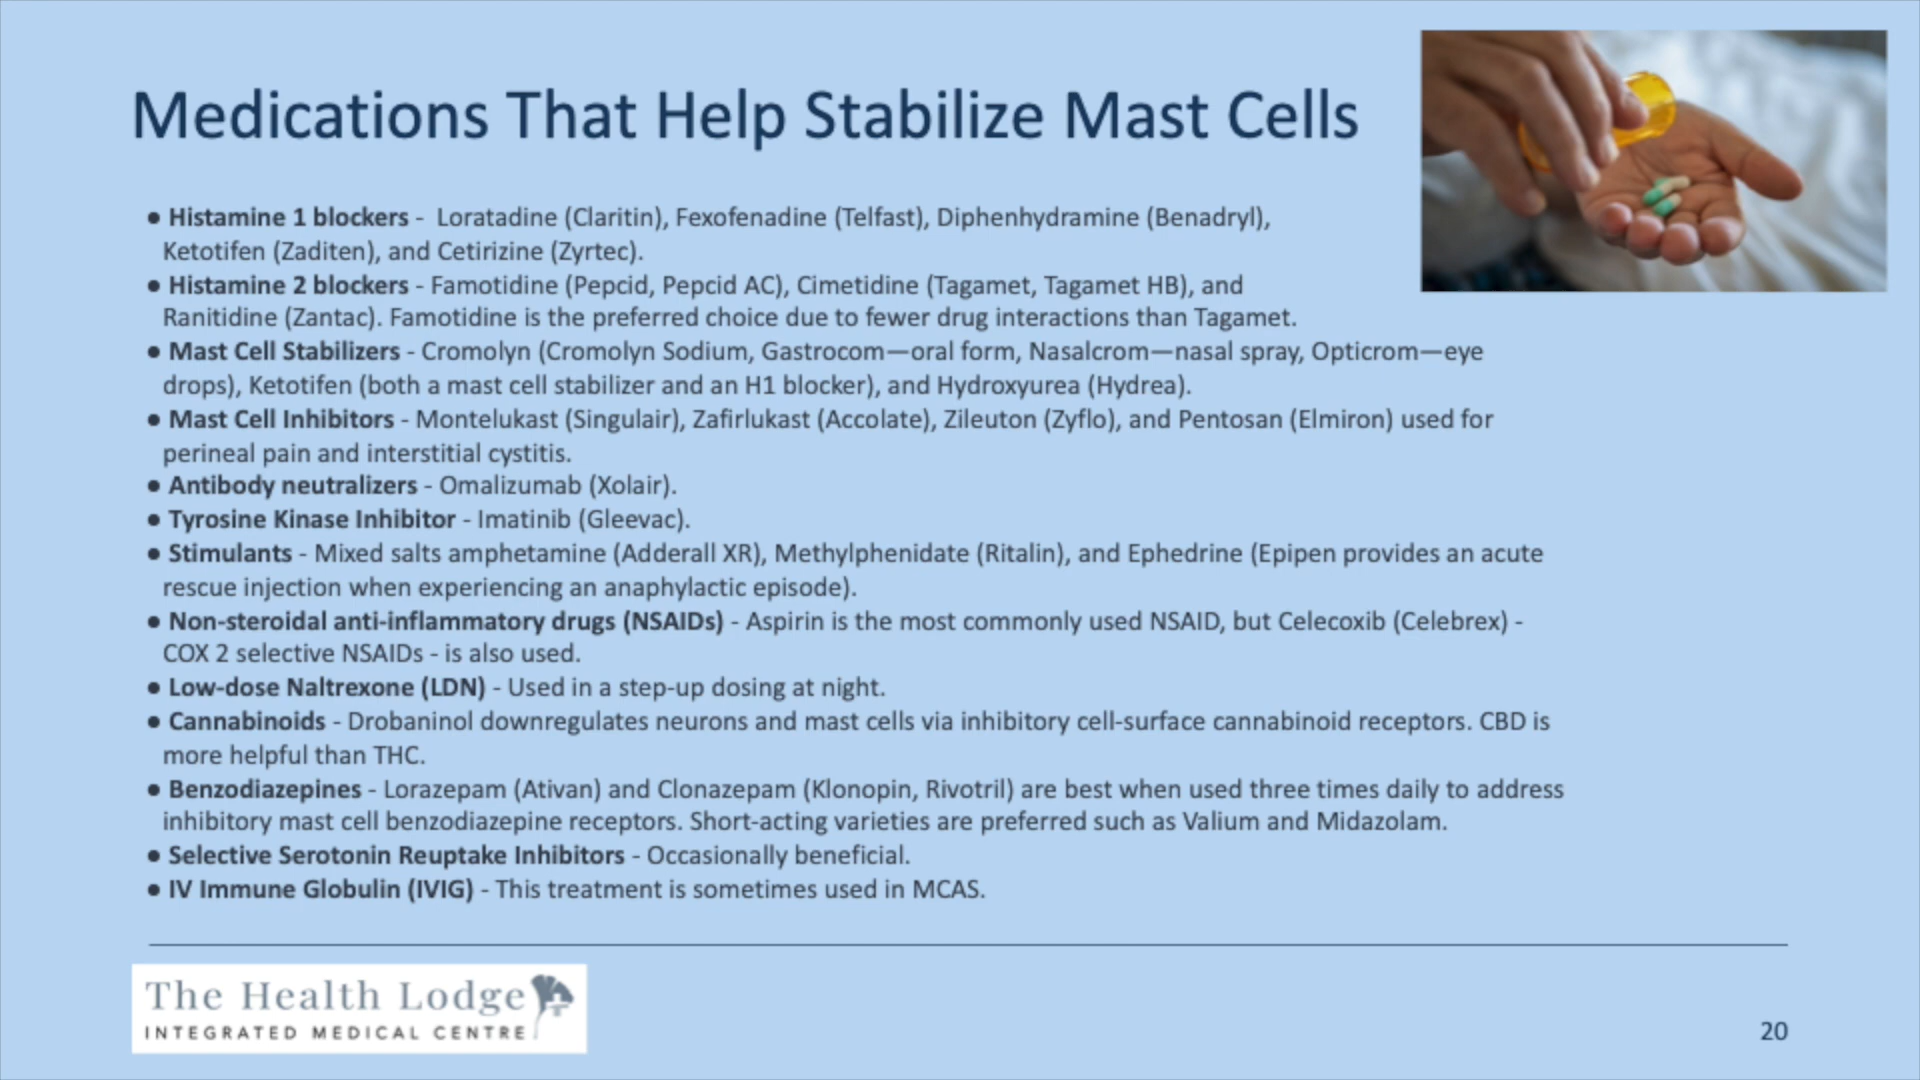 Medications That Help Stabilize Mast Cells
● Histamine 1 blockers - Loratadine (Claritin), Fexofenadine (Telfast), Diphenhydramine (Benadryl),
Ketotifen (Zaditen), and Cetirizine (Zyrtec).
● Histamine 2 blockers - Famotidine (Pepcid, Pepcid AC), Cimetidine (Tagamet, Tagamet HB), and
Ranitidine (Zantac). Famotidine is the preferred choice due to fewer drug interactions than Tagamet.
● Mast Cell Stabilizers - Cromolyn (Cromolyn Sodium, Gastrocom—oral form, Nasalcrom—nasal spray, Opticrom—eye
drops), Ketotifen (both a mast cell stabilizer and an H1 blocker), and Hydroxyurea (Hydrea).
● Mast Cell Inhibitors - Montelukast (Singulair), Zafirlukast (Accolate), Zileuton (Zyflo), and Pentosan (Elmiron) used for
perineal pain and interstitial cystitis.
● Antibody neutralizers - Omalizumab (Xolair).
● Tyrosine Kinase Inhibitor - Imatinib (Gleevac).
● Stimulants - Mixed salts amphetamine (Adderall XR), Methylphenidate (Ritalin), and Ephedrine (Epipen provides an acute
rescue injection when experiencing an anaphylactic episode).
● Non-steroidal anti-inflammatory drugs (NSAIDs) - Aspirin is the most commonly used NSAID, but Celecoxib (Celebrex) -
COX 2 selective NSAIDs - is also used.
● Low-dose Naltrexone (LDN) - Used in a step-up dosing at night.
● Cannabinoids - Drobaninol downregulates neurons and mast cells via inhibitory cell-surface cannabinoid receptors. CBD is
more helpful than THC.
● Benzodiazepines - Lorazepam (Ativan) and Clonazepam (Klonopin, Rivotril) are best when used three times daily to address
inhibitory mast cell benzodiazepine receptors. Short-acting varieties are preferred such as Valium and Midazolam.
● Selective Serotonin Reuptake Inhibitors - Occasionally beneficial.
● IV Immune Globulin (IVIG) - This treatment is sometimes used in MCAS.
The Health Lodge
INTEGRATED MEDICAL CENTRE
20